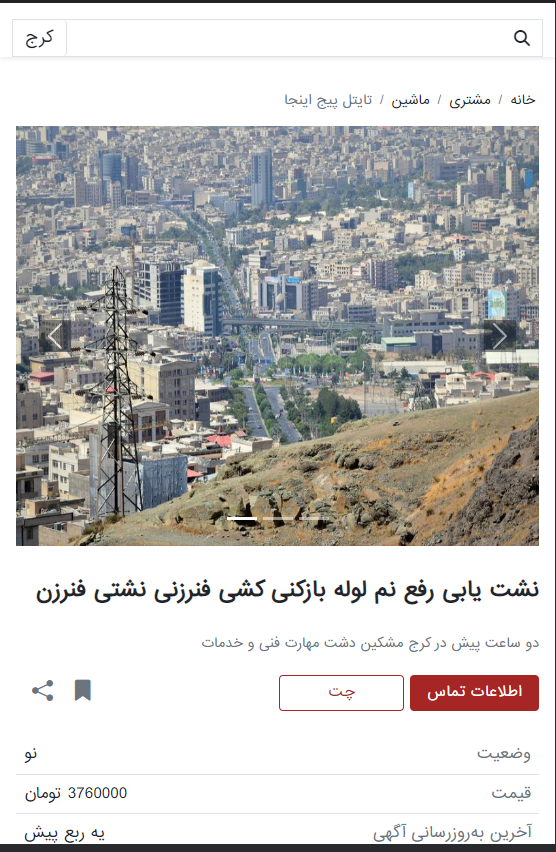 کرج
خانه / مشتری / ماشین / تایتل پیج اینجا
نشت یابی رفع نم لوله بازکنی کشی فنرزنی نشتی فنرزن
دو ساعت پیش در کرج مشکین دشت مهارت فنی و خدمات
اطلاعات تماس چت
وضعیت نو
قیمت 3760000 تومان
آخرین به‌روزرسانی آگهی یه ربع پیش